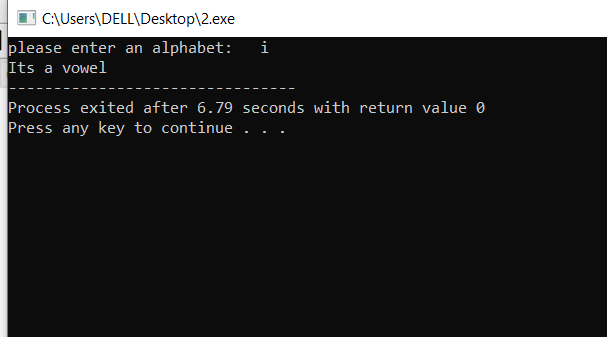 C:\Users\DELL\Desktop\2.exe
please enter an alphabet:   i
Its a vowel
--------------------------------
Process exited after 6.79 seconds with return value 0
Press any key to continue . . .